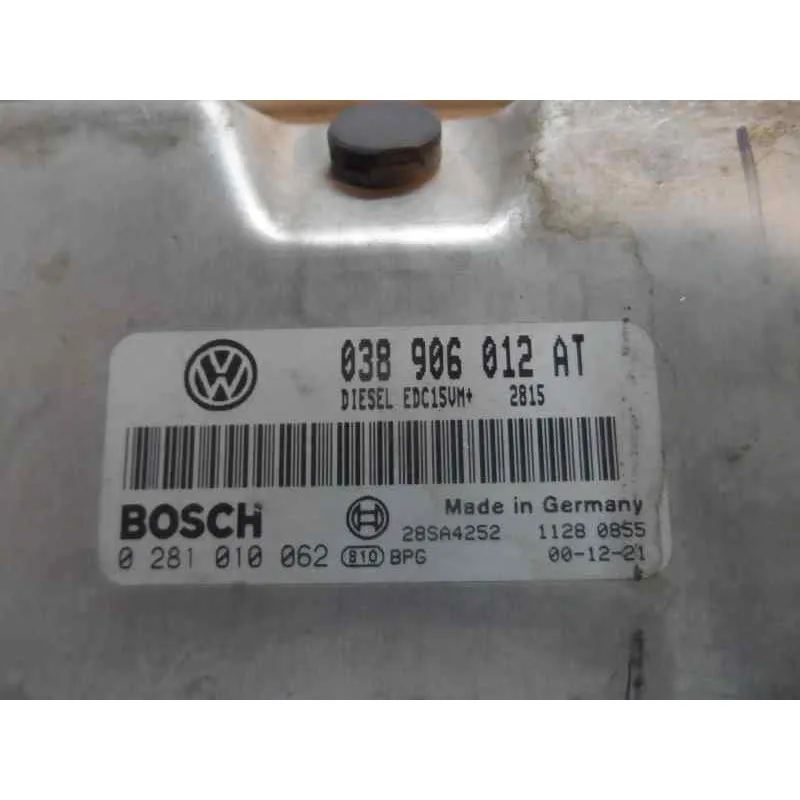 038 906 012 AT
DIESEL EDC15VM+ 2815
BOSCH
Made in Germany
28SA4252 1128 0855
0 281 010 062 810 BPG 00-12-21